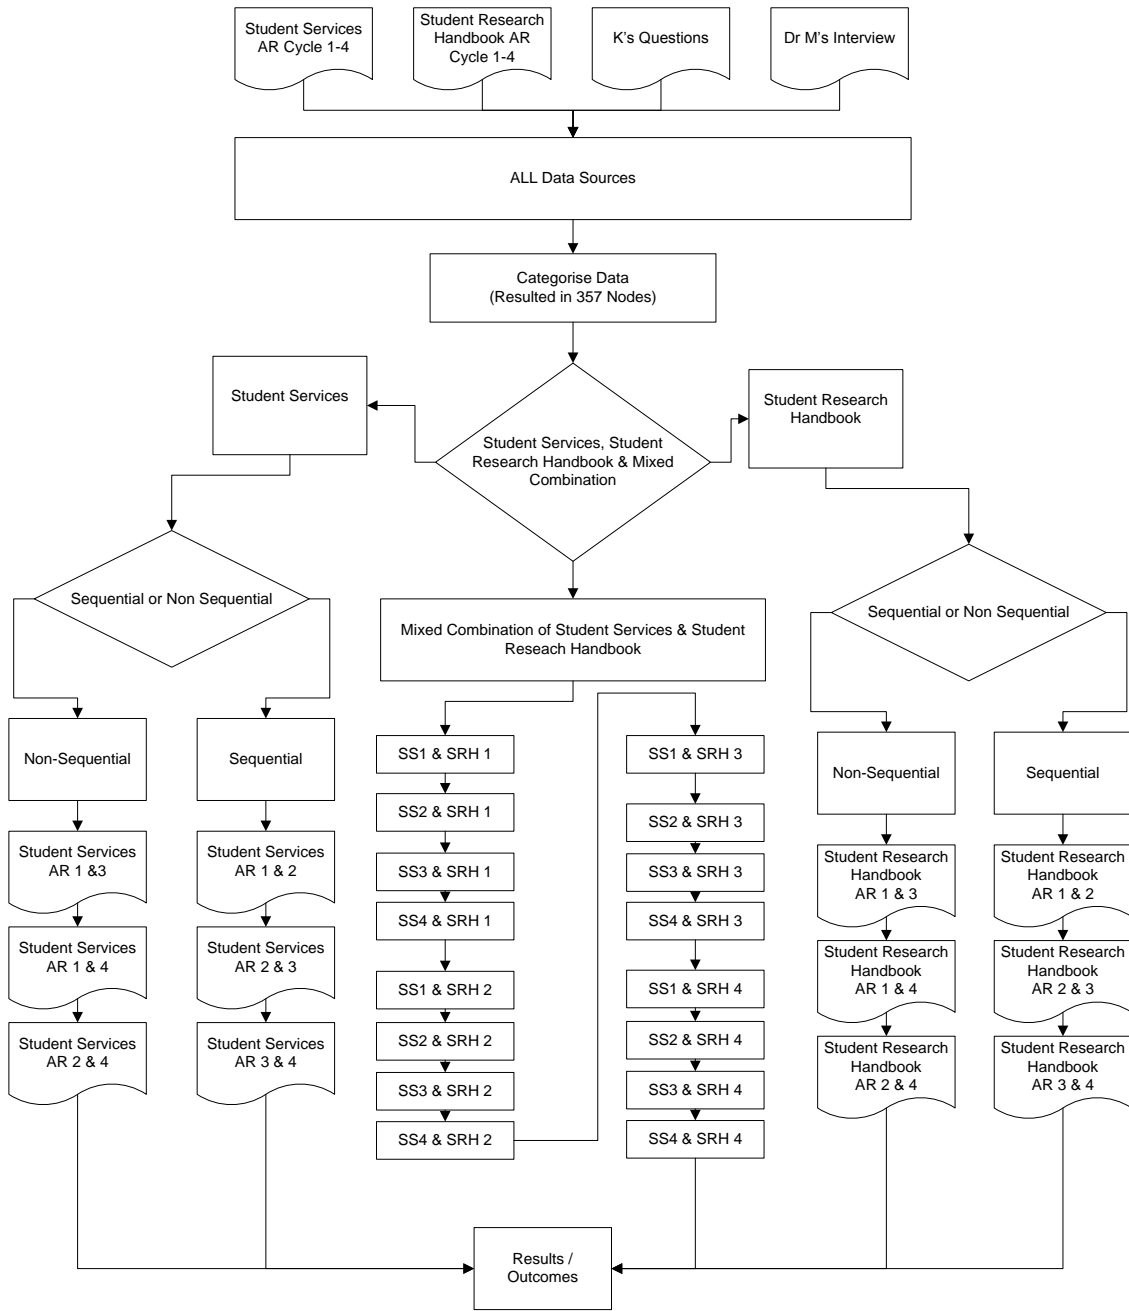 Student Services
AR Cycle 1-4
Student Research
Handbook AR
Cycle 1-4
K's Questions
Dr M's Interview
ALL Data Sources
Categorise Data
(Resulted in 357 Nodes)
Student Services
Student Services, Student
Research Handbook & Mixed
Combination
Student Research
Handbook
Sequential or Non Sequential
Mixed Combination of Student Services & Student
Reseach Handbook
Sequential or Non Sequential
Non-Sequential
Student Services
AR 1 &3
Student Services
AR 1 & 4
Student Services
AR 2 & 4
Sequential
Student Services
AR 1 & 2
Student Services
AR 2 & 3
Student Services
AR 3 & 4
SS1 & SRH 1
SS2 & SRH 1
SS3 & SRH 1
SS4 & SRH 1
SS1 & SRH 2
SS2 & SRH 2
SS3 & SRH 2
SS4 & SRH 2
SS1 & SRH 3
SS2 & SRH 3
SS3 & SRH 3
SS4 & SRH 3
SS1 & SRH 4
SS2 & SRH 4
SS3 & SRH 4
SS4 & SRH 4
Non-Sequential
Student Research
Handbook
AR 1 & 3
Student Research
Handbook
AR 1 & 4
Student Research
Handbook
AR 2 & 4
Sequential
Student Research
Handbook
AR 1 & 2
Student Research
Handbook
AR 2 & 3
Student Research
Handbook
AR 3 & 4
Results /
Outcomes